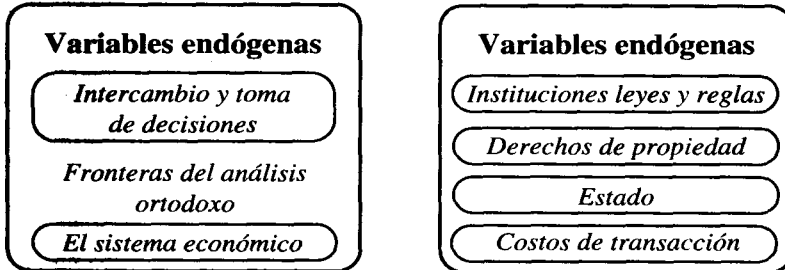 Variables endógenas
Intercambio y toma
de decisiones
Fronteras del análisis
ortodoxo
El sistema económico
Variables endógenas
Instituciones leyes y reglas
Derechos de propiedad
Estado
Costos de transacción